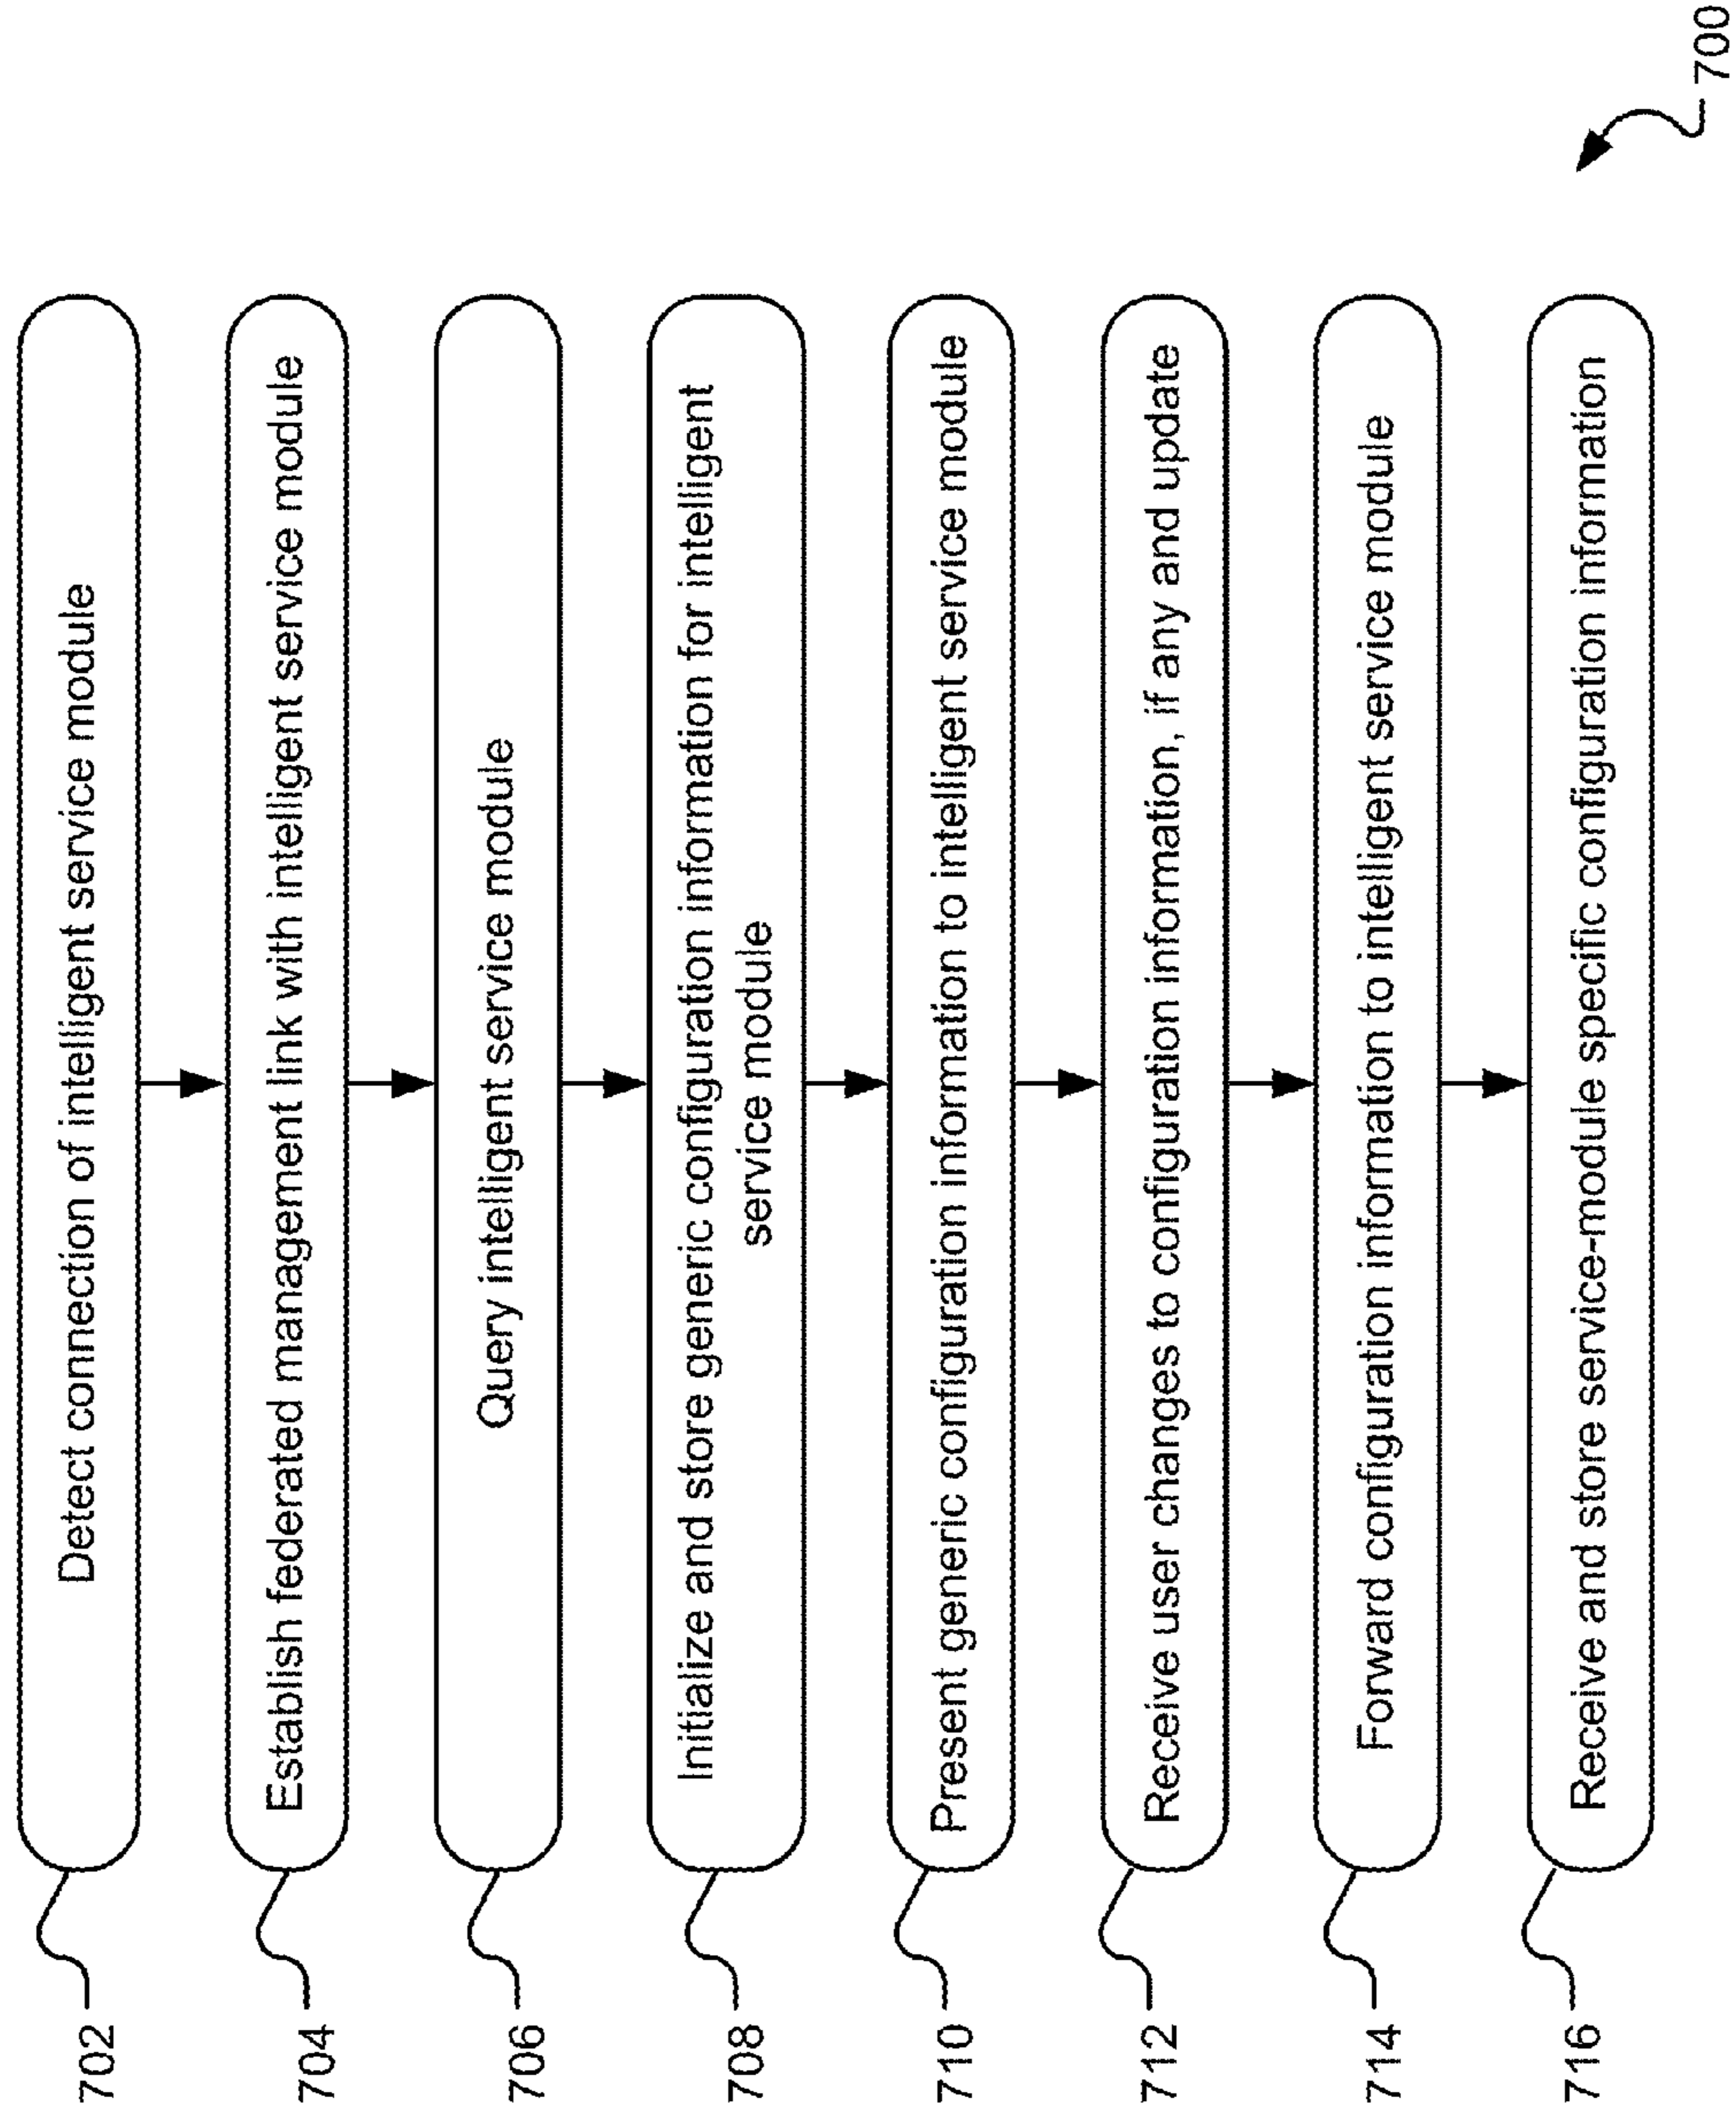 702
Detect connection of intelligent service module
704
Establish federated management link with intelligent service module
706
Query intelligent service module
708
Initialize and store generic configuration information for intelligent
service module
710
Present generic configuration information to intelligent service module
712
Receive user changes to configuration information, if any and update
714
Forward configuration information to intelligent service module
716
Receive and store service-module specific configuration information
700